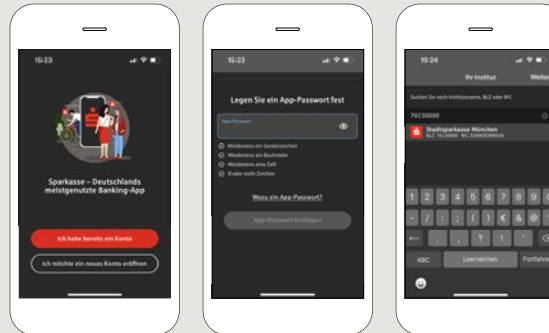 15:23
Sparkasse – Deutschlands
meistgenutzte Banking-App
Ich habe bereits ein Konto
Ich möchte ein neues Konto eröffnen
15:23
Legen Sie ein App-Passwort fest
App-Passwort
Mindestens ein Sonderzeichen
Mindestens ein Buchstabe
Mindestens eine Zahl
8 oder mehr Zeichen
Wozu ein App-Passwort?
App-Passwort festlegen
15:24
Ihr Institut
Weiter
Suchen Sie nach Institutsname, BLZ oder BIC
70150000
Stadtsparkasse München
BLZ: 70150000
1 2 3 4 5 6 7 8 9 0
- / : ; ( ) € & @
#+= . , ? ! '
ABC Leerzeichen Fortfahre